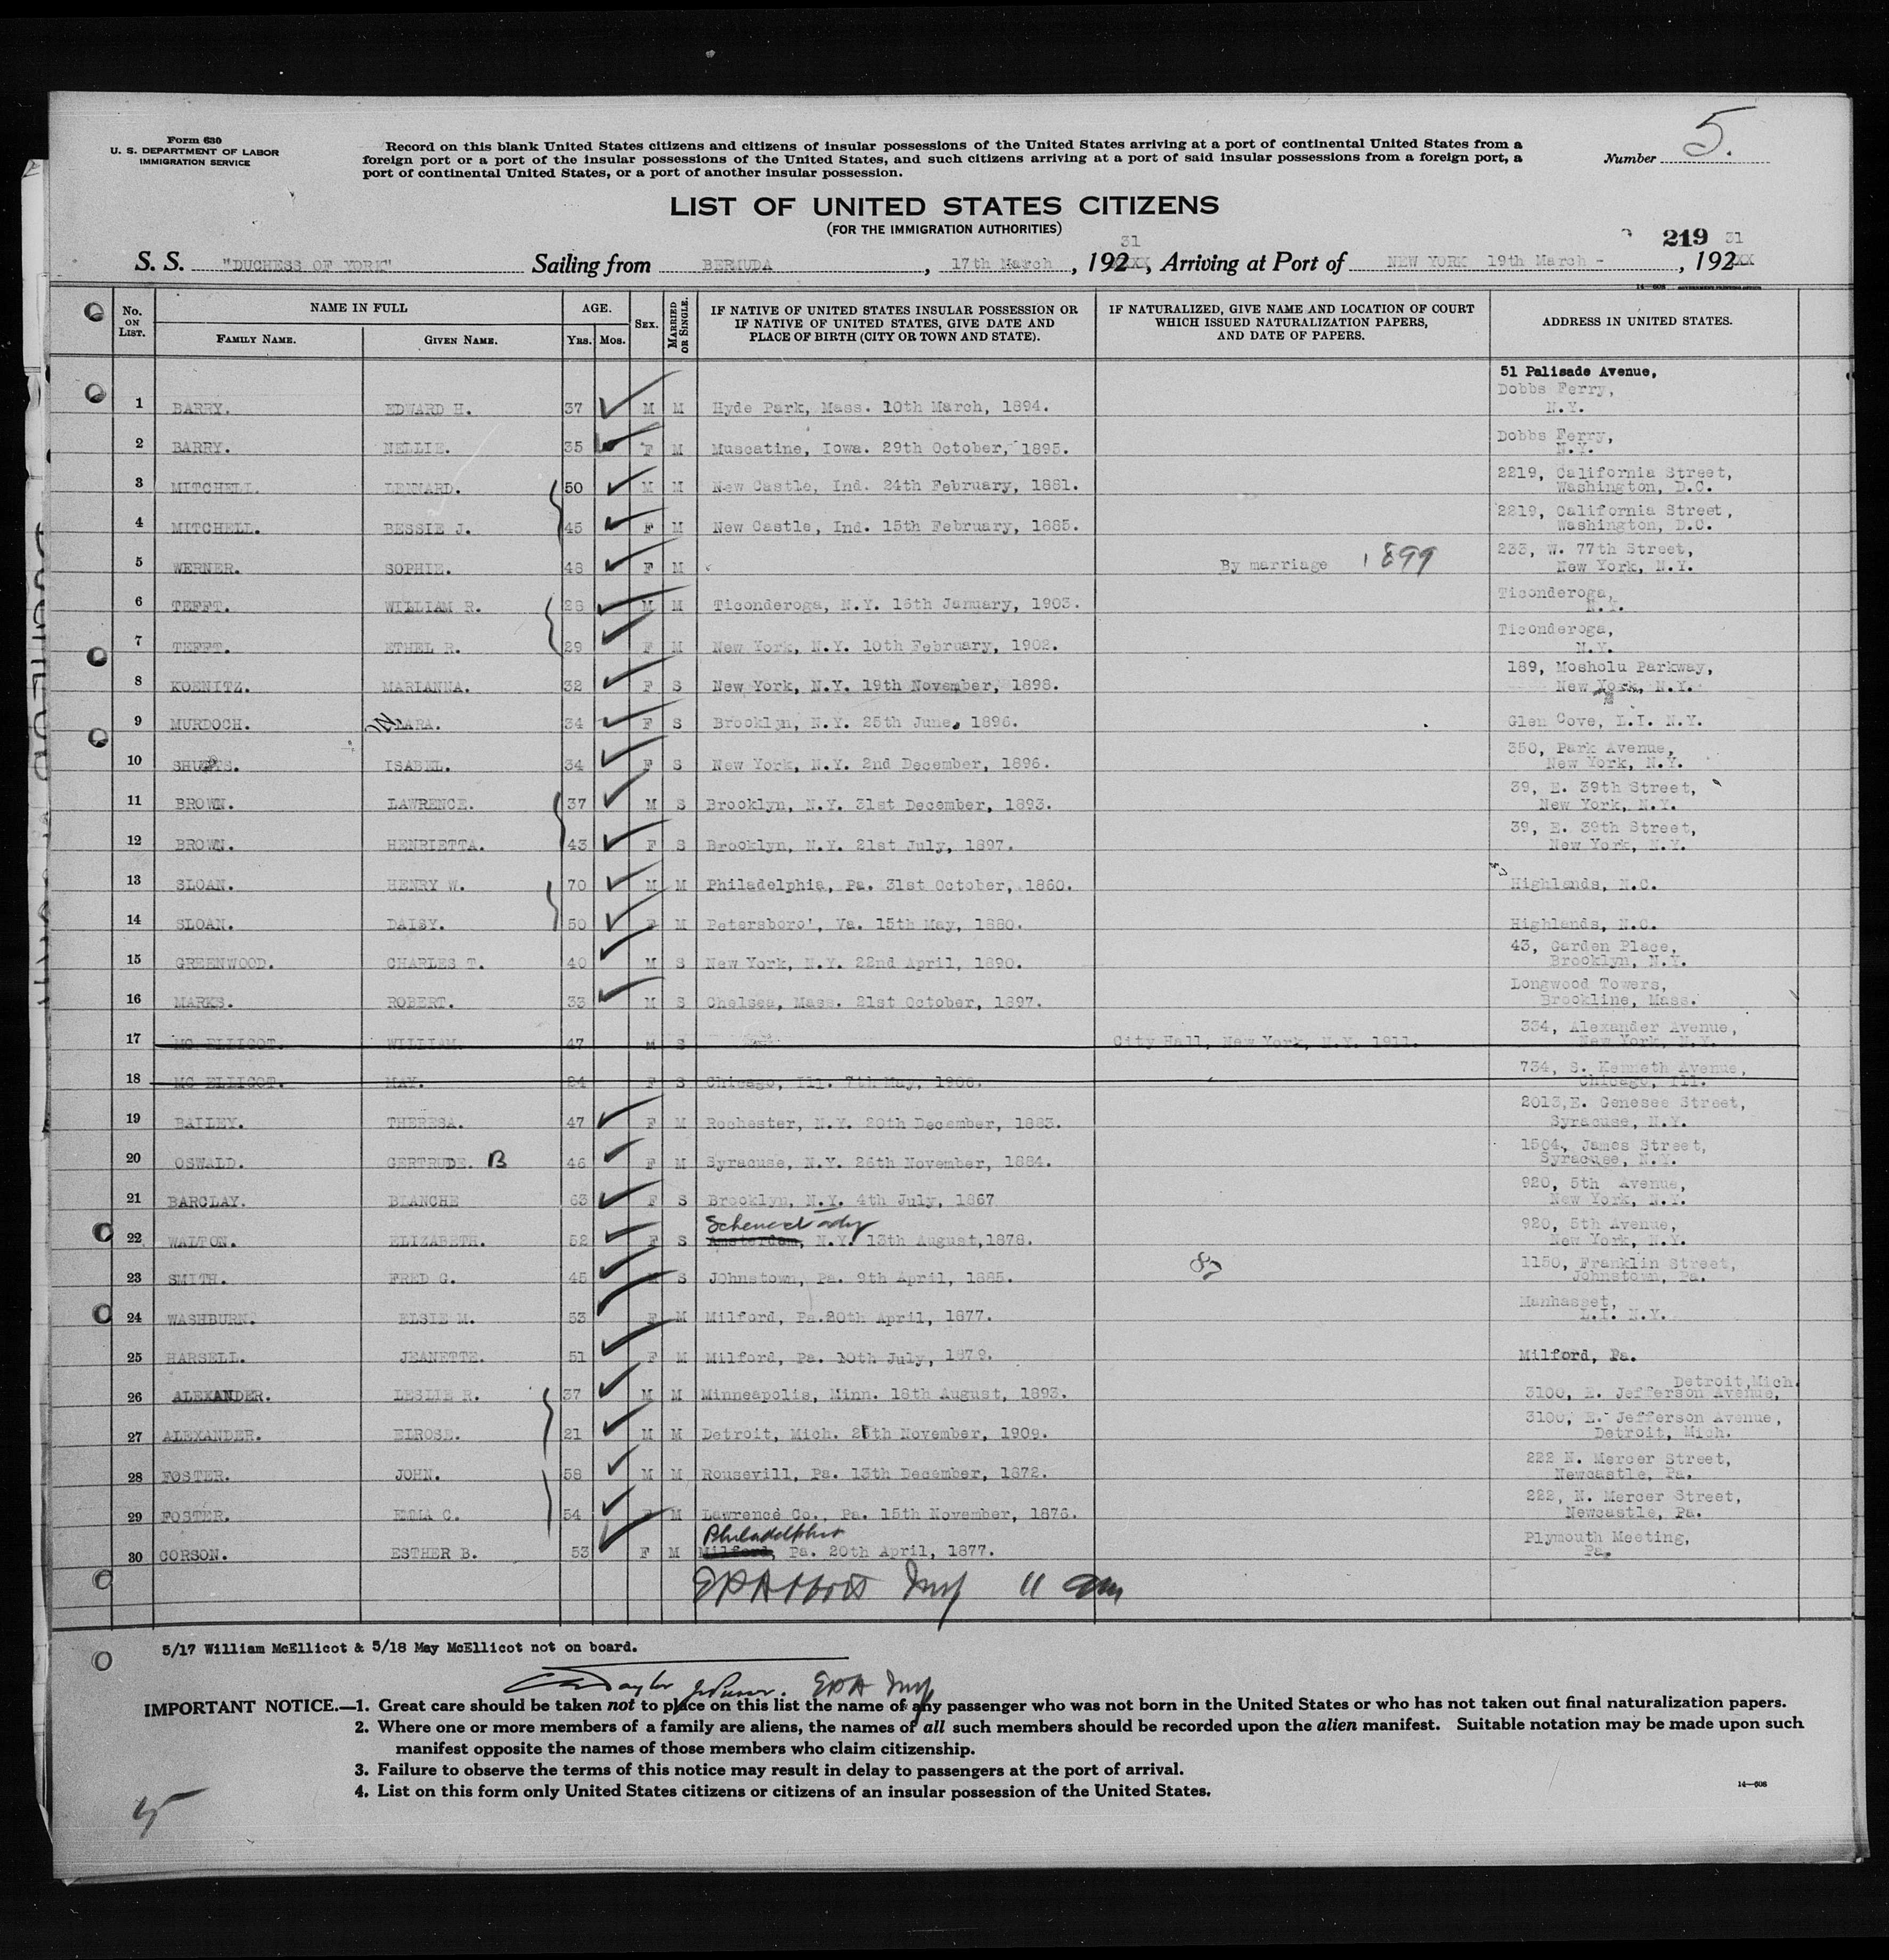 Form 630
U. S. DEPARTMENT OF LABOR
IMMIGRATION SERVICE
Record on this blank United States citizens and citizens of insular possessions of the United States arriving at a port of continental United States from a
foreign port or a port of the insular possessions of the United States, and such citizens arriving at a port of said insular possessions from a foreign port, a
port of continental United States, or a port of another insular possession.
Number 5.
LIST OF UNITED STATES CITIZENS
(FOR THE IMMIGRATION AUTHORITIES)
219
S. S. "DUCHESS OF YORK" Sailing from BERMUDA, 17th March, 192XXX 31, Arriving at Port of NEW YORK 19th March -, 192XX 31
14—608 GOVERNMENT PRINTING OFFICE
No. ON LIST. NAME IN FULL FAMILY NAME. GIVEN NAME. AGE. YRS. MOS. SEX. MARRIED OR SINGLE. IF NATIVE OF UNITED STATES INSULAR POSSESSION OR IF NATIVE OF UNITED STATES, GIVE DATE AND PLACE OF BIRTH (CITY OR TOWN AND STATE). IF NATURALIZED, GIVE NAME AND LOCATION OF COURT WHICH ISSUED NATURALIZATION PAPERS, AND DATE OF PAPERS. ADDRESS IN UNITED STATES.
1 BARRY. EDWARD H. 37 M M Hyde Park, Mass. 10th March, 1894. 51 Palisade Avenue, Dobbs Ferry, N.Y.
2 BARRY. NELLIE. 35 F M Muscatine, Iowa. 29th October, 1895. Dobbs Ferry, N.Y.
3 MITCHELL. LENNARD. 50 M M New Castle, Ind. 24th February, 1881. 2219, California Street, Washington, D.C.
4 MITCHELL. BESSIE J. 45 F M New Castle, Ind. 15th February, 1885. 2219, California Street, Washington, D.C.
5 WERNER. SOPHIE. 48 F M By marriage 1899 233, W. 77th Street, New York, N.Y.
6 TEFFT. WILLIAM R. 28 M M Ticonderoga, N.Y. 16th January, 1903. Ticonderoga, N.Y.
7 TEFFT. ETHEL R. 29 F M New York, N.Y. 10th February, 1902. Ticonderoga, N.Y.
8 KOENITZ. MARIANNA. 32 F S New York, N.Y. 19th November, 1898. 189, Mosholu Parkway, New York, N.Y.
9 MURDOCH. LARA. 34 F S Brooklyn, N.Y. 25th June, 1896. Glen Cove, L.I. N.Y.
10 ISABEL. 34 F S New York, N.Y. 2nd December, 1896. 350, Park Avenue, New York, N.Y.
11 BROWN. LAWRENCE. 37 M S Brooklyn, N.Y. 31st December, 1893. 39, E. 39th Street, New York, N.Y.
12 BROWN. HENRIETTA. 43 F S Brooklyn, N.Y. 21st July, 1897. 39, E. 39th Street, New York, N.Y.
13 SLOAN. HENRY W. 70 M M Philadelphia, Pa. 31st October, 1860. Highlands, N.C.
14 SLOAN. DAISY. 50 F M Petersboro', Va. 15th May, 1880. Highlands, N.C.
15 GREENWOOD. CHARLES T. 40 M S New York, N.Y. 22nd April, 1890. 43, Garden Place, Brooklyn, N.Y.
16 MARKS. ROBERT. 33 M S Chelsea, Mass. 21st October, 1897. Longwood Towers, Brookline, Mass.
17 MC ELLICOT. WILLIAM. 47 M S City Hall, New York, N.Y. 1911. 334, Alexander Avenue, New York, N.Y.
18 MC ELLICOT. MAY. 24 F S Chicago, Ill. 7th May, 1906. 734, S. Kenneth Avenue, Chicago, Ill.
19 BAILEY. THERESA. 47 F M Rochester, N.Y. 20th December, 1883. 2013, E. Genesee Street, Syracuse, N.Y.
20 OSWALD. GERTRUDE. B 46 F M Syracuse, N.Y. 26th November, 1884. 1504, James Street, Syracuse, N.Y.
21 BARCLAY. BLANCHE 63 F S Brooklyn, N.Y. 4th July, 1867 920, 5th Avenue, New York, N.Y.
22 WALTON. ELIZABETH. 52 F S Schenectady Amsterdam, N.Y. 13th August, 1878. 920, 5th Avenue, New York, N.Y.
23 SMITH. FRED G. 45 M S Johnstown, Pa. 9th April, 1885. 1150, Franklin Street, Johnstown, Pa.
24 WASHBURN. ELSIE M. 53 F M Milford, Pa. 20th April, 1877. Manhasset, L.I. N.Y.
25 HARSELL. JEANETTE. 51 F M Milford, Pa. 10th July, 1879. Milford, Pa.
26 ALEXANDER. LESLIE R. 37 M M Minneapolis, Minn. 18th August, 1893. 3100, E. Jefferson Avenue, Detroit, Mich.
27 ALEXANDER. ELROSE. 21 M M Detroit, Mich. 25th November, 1909. 3100, E. Jefferson Avenue, Detroit, Mich.
28 FOSTER. JOHN. 58 M M Rousevill, Pa. 13th December, 1872. 222 N. Mercer Street, Newcastle, Pa.
29 FOSTER. EMMA C. 54 F M Lawrence Co., Pa. 15th November, 1876. 222, N. Mercer Street, Newcastle, Pa.
30 CORSON. ESTHER B. 53 F M Philadelphia Milford, Pa. 20th April, 1877. Plymouth Meeting, Pa.
11 am
5/17 William McEllicot & 5/18 May McEllicot not on board.
IMPORTANT NOTICE.—1. Great care should be taken not to place on this list the name of any passenger who was not born in the United States or who has not taken out final naturalization papers.
2. Where one or more members of a family are aliens, the names of all such members should be recorded upon the alien manifest. Suitable notation may be made upon such
manifest opposite the names of those members who claim citizenship.
3. Failure to observe the terms of this notice may result in delay to passengers at the port of arrival.
4. List on this form only United States citizens or citizens of an insular possession of the United States.
14—608